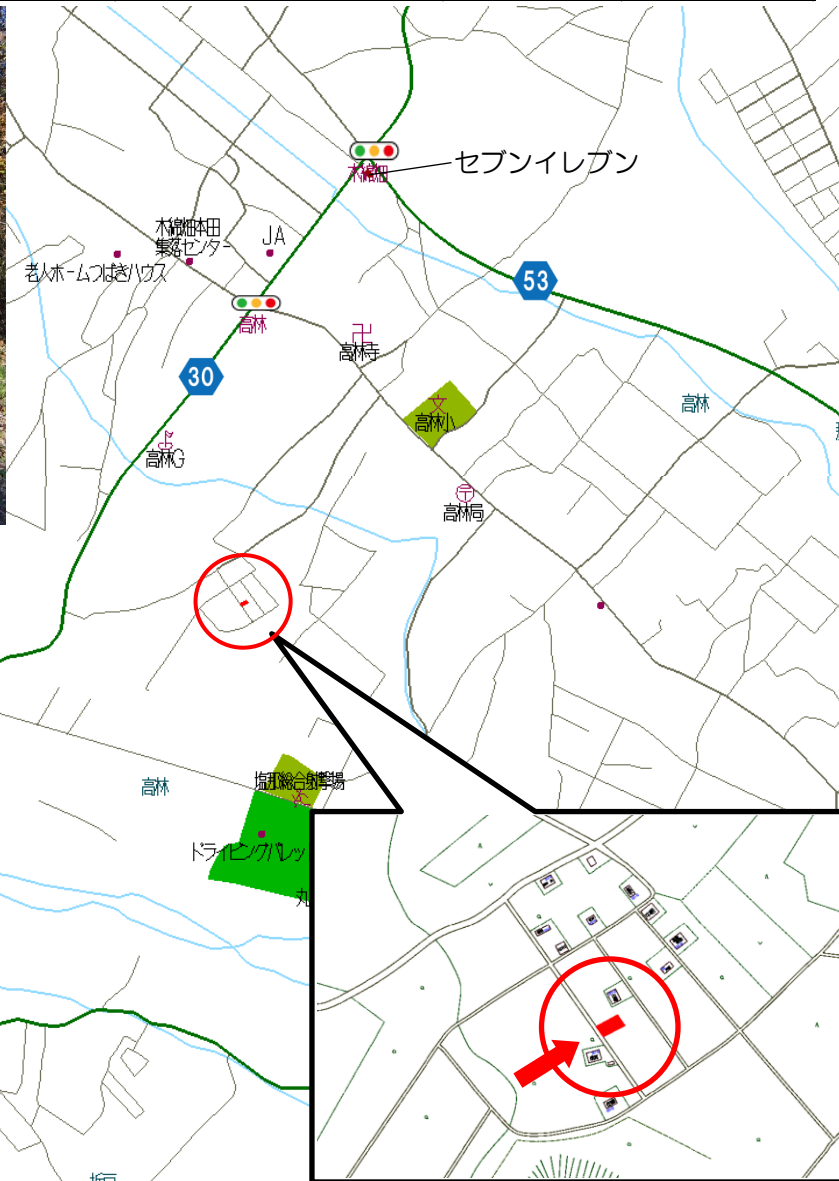 セブンイレブン
木綿畑
木綿畑本田
集落センター
JA
老人ホームつばきハウス
53
高林
高林寺
30
高林小
高林
高林G
高林局
塩那総合射撃場
高林
ドライビングパレッ